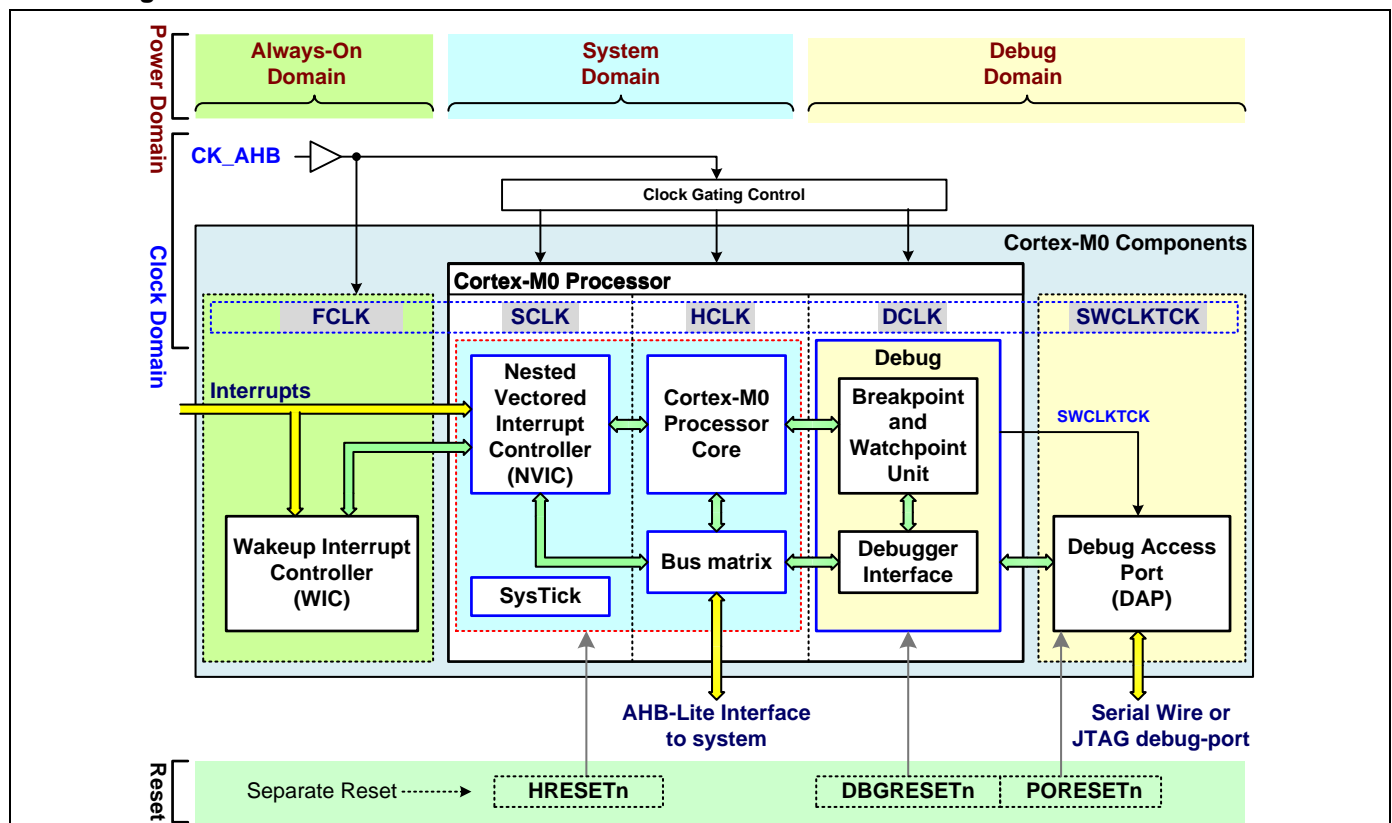 Power Domain
Always-On
Domain
System
Domain
Debug
Domain
Clock Domain
CK_AHB
Clock Gating Control
Cortex-M0 Components
Cortex-M0 Processor
FCLK
SCLK
HCLK
DCLK
SWCLKTCK
Interrupts
Nested
Vectored
Interrupt
Controller
(NVIC)
Cortex-M0
Processor
Core
Debug
Breakpoint
and
Watchpoint
Unit
SWCLKTCK
Wakeup Interrupt
Controller
(WIC)
SysTick
Bus matrix
Debugger
Interface
Debug Access
Port
(DAP)
AHB-Lite Interface
to system
Serial Wire or
JTAG debug-port
Reset
Separate Reset
HRESETn
DBGRESETn
PORESETn